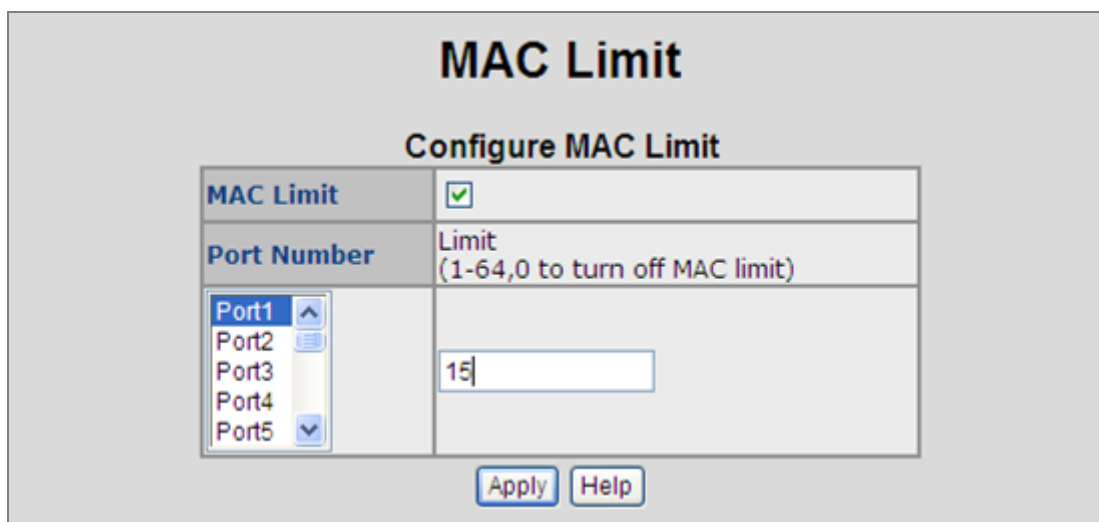 MAC Limit
Configure MAC Limit
MAC Limit
Port Number
Limit
(1-64,0 to turn off MAC limit)
Port1
Port2
Port3
Port4
Port5
15
Apply
Help